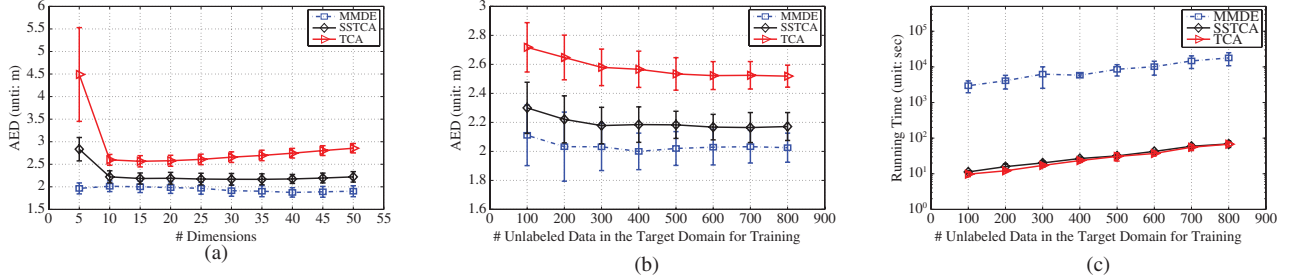 AED (unti: m)
6
5.5
5
4.5
4
3.5
3
2.5
2
1.5
0 5 10 15 20 25 30 35 40 45 50 55
# Dimensions
MMDE
SSTCA
TCA
(a)
AED (unit: m)
3
2.8
2.6
2.4
2.2
2
1.8
1.6
0 100 200 300 400 500 600 700 800 900
# Unlabeled Data in the Target Domain for Training
MMDE
SSTCA
TCA
(b)
Running Time (unit: sec)
10^5
10^4
10^3
10^2
10^1
10^0
0 100 200 300 400 500 600 700 800 900
# Unlabeled Data in the Target Domain for Training
MMDE
SSTCA
TCA
(c)